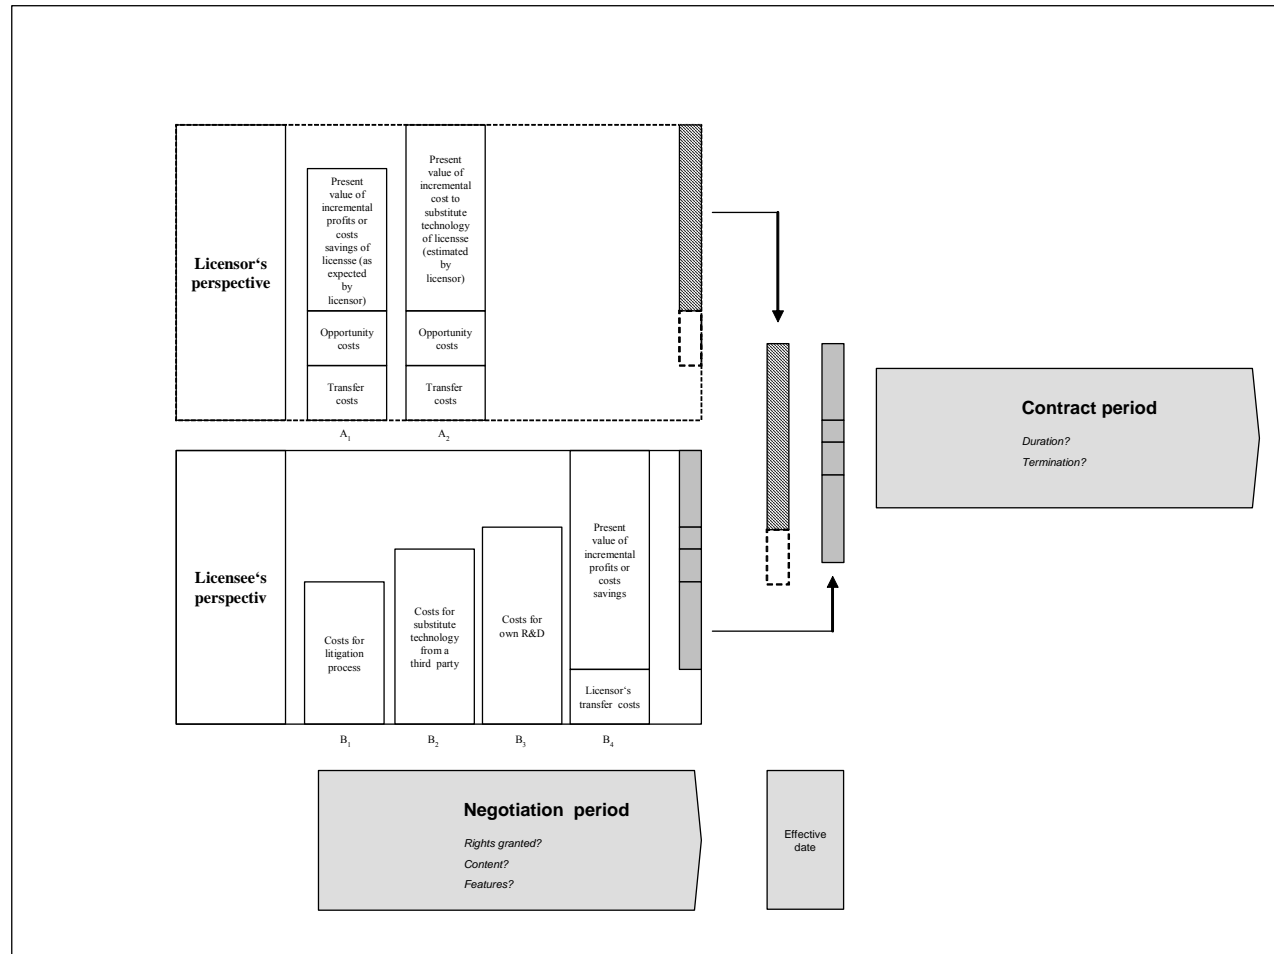 Licensor‘s
perspective
Present
value of
incremental
profits or
costs
savings of
licensse (as
expected
by
licensor)
Opportunity
costs
Transfer
costs
A1
Present
value of
incremental
cost to
substitute
technology
of licensse
(estimated
by
licensor)
Opportunity
costs
Transfer
costs
A2
Licensee‘s
perspectiv
Costs for
litigation
process
B1
Costs for
substitute
technology
from a
third party
B2
Costs for
own R&D
B3
Present
value of
incremental
profits or
costs
savings
Licensor‘s
transfer costs
B4
Contract period
Duration?
Termination?
Negotiation period
Rights granted?
Content?
Features?
Effective
date